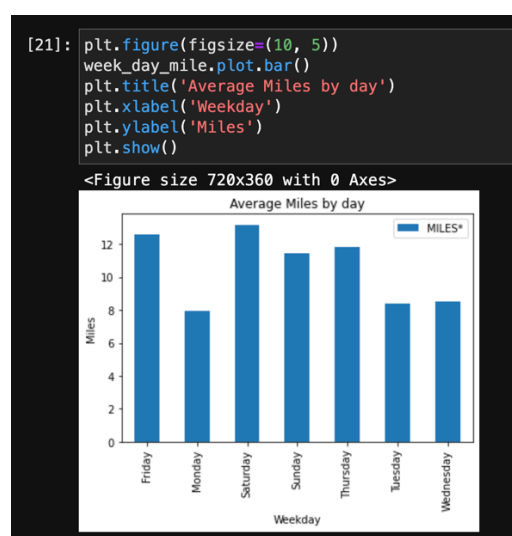 [21]: plt.figure(figsize=(10, 5))
week_day_mile.plot.bar()
plt.title('Average Miles by day')
plt.xlabel('Weekday')
plt.ylabel('Miles')
plt.show()
<Figure size 720x360 with 0 Axes>
Average Miles by day
MILES*
12
10
8
6
4
2
0
Miles
Friday
Monday
Saturday
Sunday
Thursday
Tuesday
Wednesday
Weekday